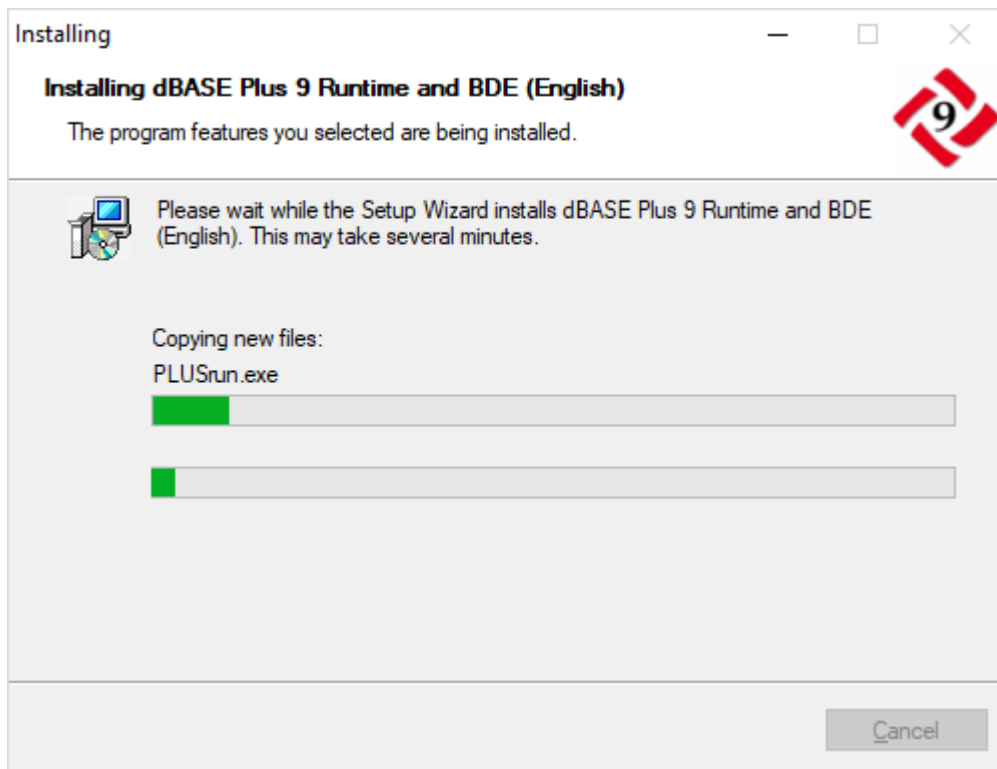 Installing
Installing dBASE Plus 9 Runtime and BDE (English)
The program features you selected are being installed.
9
Please wait while the Setup Wizard installs dBASE Plus 9 Runtime and BDE
(English). This may take several minutes.
Copying new files:
PLUSrun.exe
Cancel